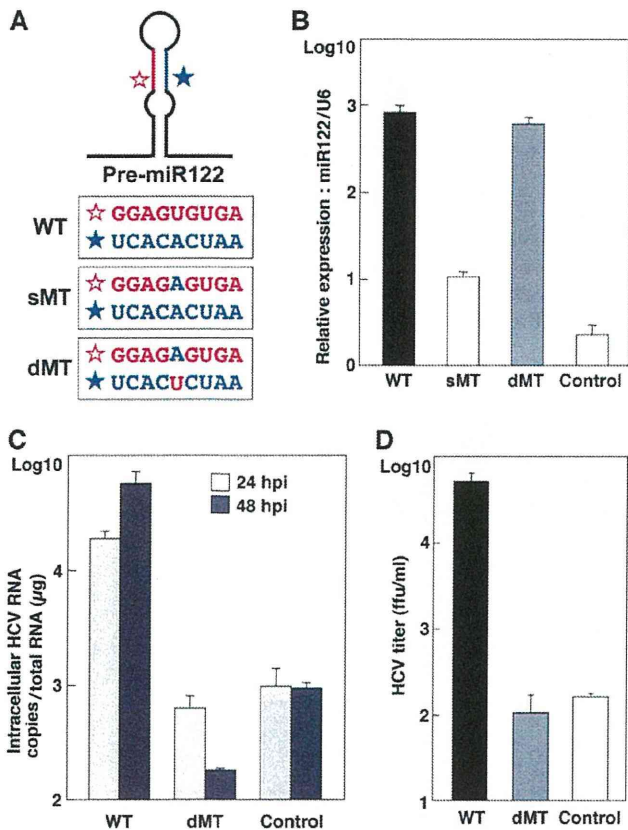 A
☆ ★
Pre-miR122
WT
☆ GGAGUGUGA
★ UCACACUAA
sMT
☆ GGAGAGUGA
★ UCACACUAA
dMT
☆ GGAGAGUGA
★ UCACUCUAA
B
Log10
Relative expression : miR122/U6
3
2
1
0
WT sMT dMT Control
C
Log10
Intracellular HCV RNA
copies/total RNA (μg)
4
3
2
24 hpi
48 hpi
WT dMT Control
D
Log10
HCV titer (ffu/ml)
4
3
2
1
WT dMT Control